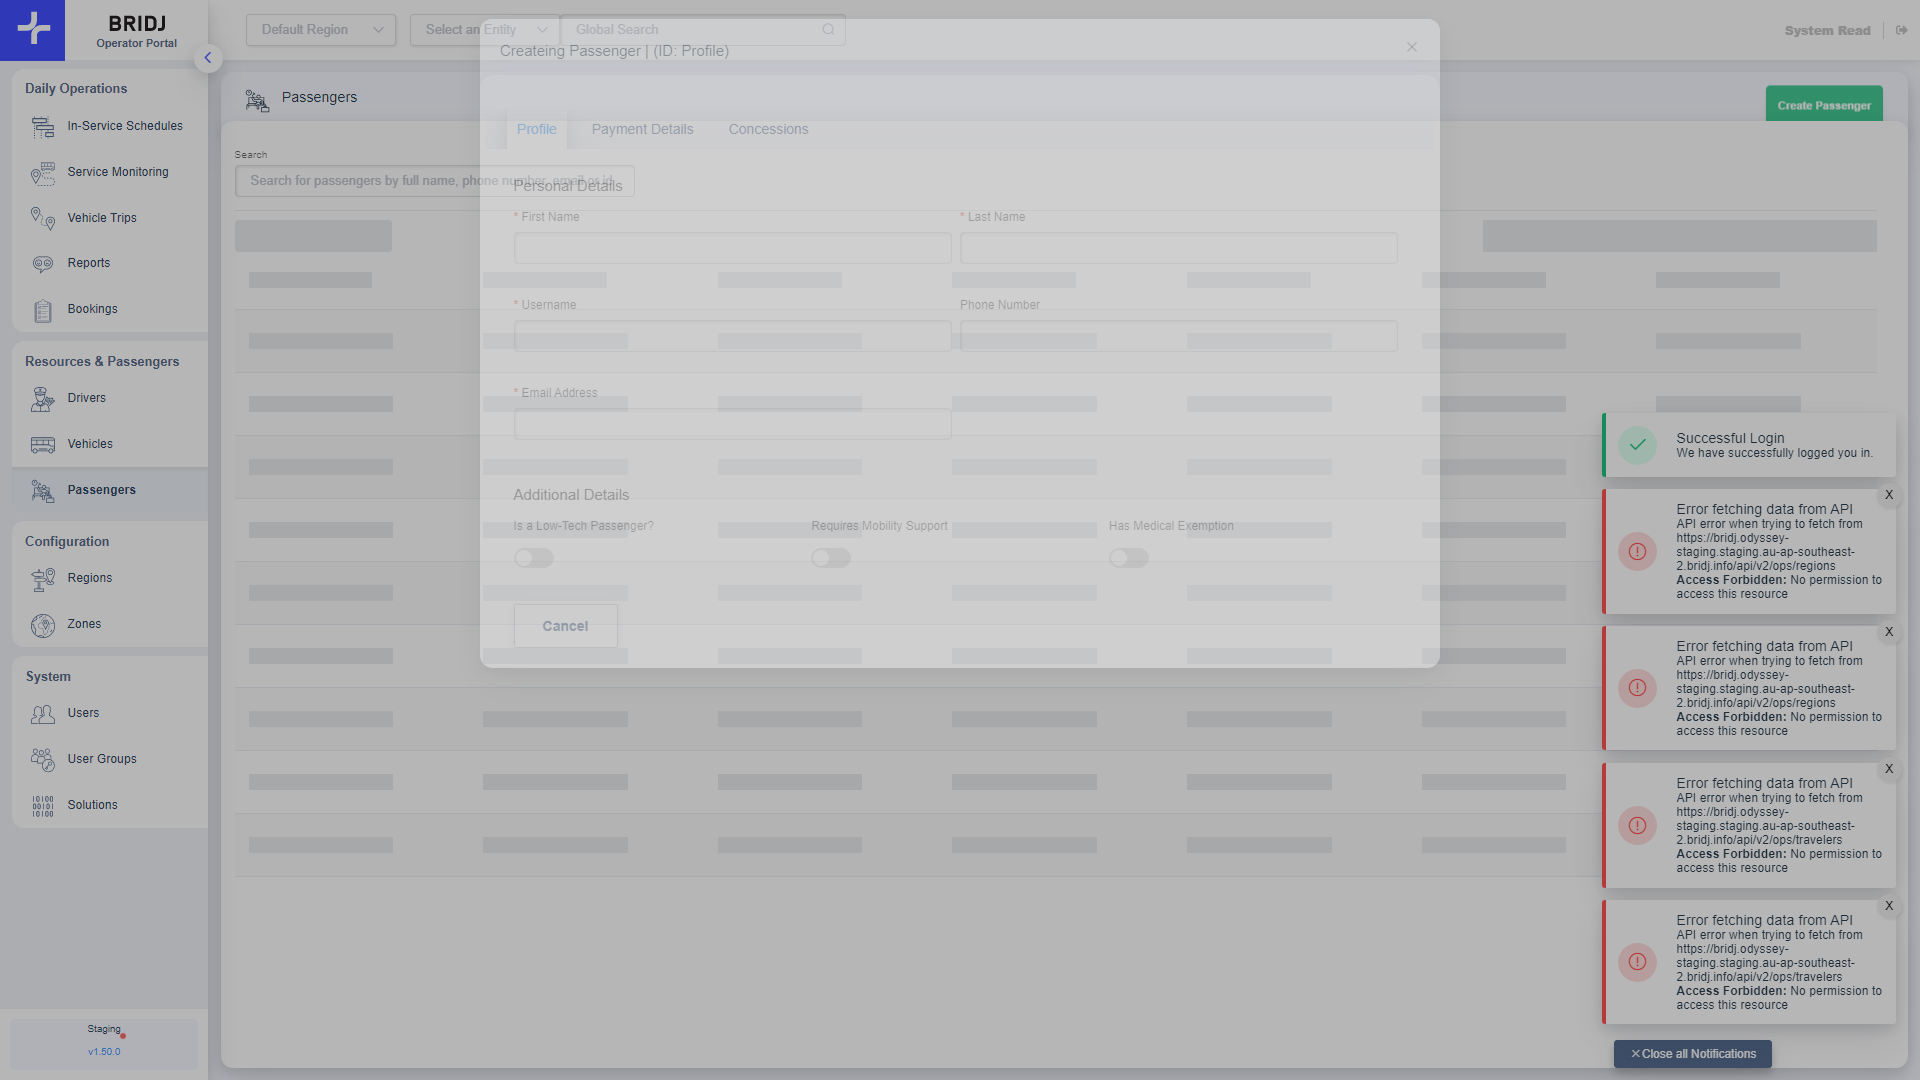 BRIDJ
Operator Portal
Default Region
Select an Entity
Global Search
System Read
Createing Passenger | (ID: Profile)
Daily Operations
In-Service Schedules
Service Monitoring
Vehicle Trips
Reports
Bookings
Resources & Passengers
Drivers
Vehicles
Passengers
Configuration
Regions
Zones
System
Users
User Groups
Solutions
Staging
v1.50.0
Passengers
Create Passenger
Search
Search for passengers by full name, phone number, email or id
Profile
Payment Details
Concessions
Personal Details
* First Name
* Last Name
* Username
Phone Number
* Email Address
Additional Details
Is a Low-Tech Passenger?
Requires Mobility Support
Has Medical Exemption
Cancel
Successful Login
We have successfully logged you in.
X
Error fetching data from API
API error when trying to fetch from
https://bridj.odyssey-
staging.staging.au-ap-southeast-
2.bridj.info/api/v2/ops/regions
Access Forbidden: No permission to
access this resource
X
Error fetching data from API
API error when trying to fetch from
https://bridj.odyssey-
staging.staging.au-ap-southeast-
2.bridj.info/api/v2/ops/regions
Access Forbidden: No permission to
access this resource
X
Error fetching data from API
API error when trying to fetch from
https://bridj.odyssey-
staging.staging.au-ap-southeast-
2.bridj.info/api/v2/ops/travelers
Access Forbidden: No permission to
access this resource
X
Error fetching data from API
API error when trying to fetch from
https://bridj.odyssey-
staging.staging.au-ap-southeast-
2.bridj.info/api/v2/ops/travelers
Access Forbidden: No permission to
access this resource
Close all Notifications